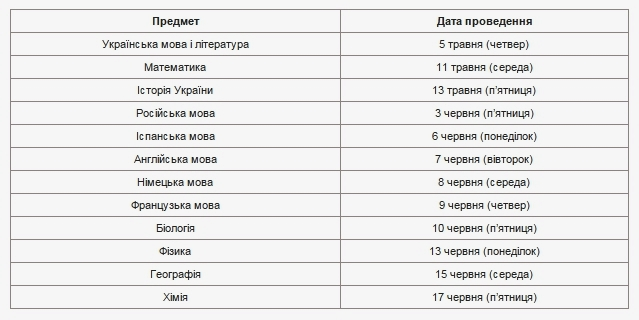 Предмет Дата проведення
Українська мова і література 5 травня (четвер)
Математика 11 травня (середа)
Історія України 13 травня (п'ятниця)
Російська мова 3 червня (п'ятниця)
Іспанська мова 6 червня (понеділок)
Англійська мова 7 червня (вівторок)
Німецька мова 8 червня (середа)
Французька мова 9 червня (четвер)
Біологія 10 червня (п'ятниця)
Фізика 13 червня (понеділок)
Географія 15 червня (середа)
Хімія 17 червня (п'ятниця)